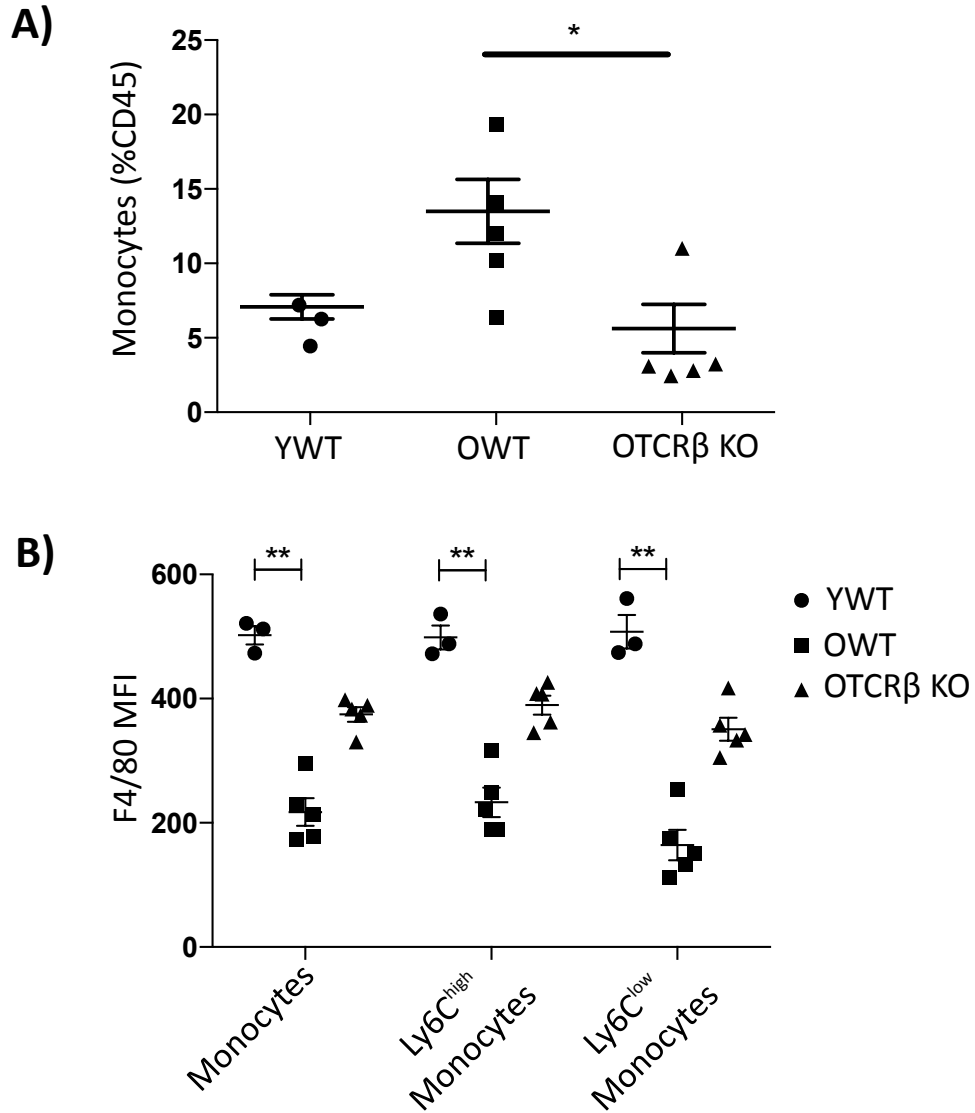 A)
*
25
20
15
10
5
0
Monocytes (%CD45)
YWT
OWT
OTCRβ KO
B)
**
**
**
600
400
200
0
F4/80 MFI
YWT
OWT
OTCRβ KO
Monocytes
Ly6Chigh
Monocytes
Ly6Clow
Monocytes